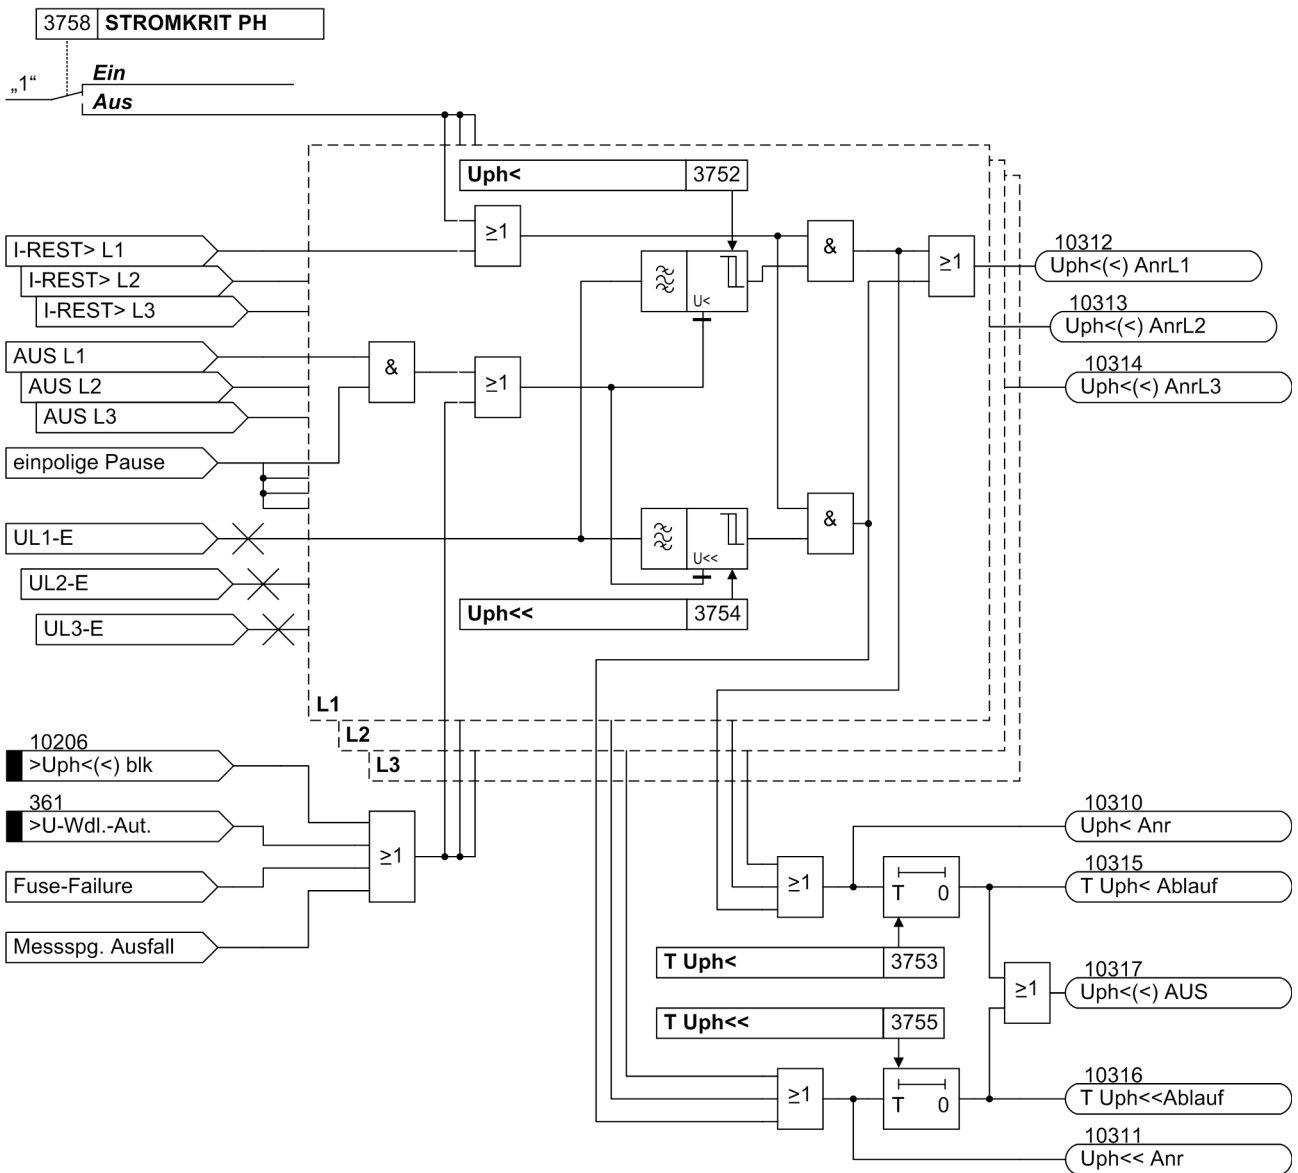 3758 STROMKRIT PH
„1“
Ein
Aus
Uph< 3752
≥1
&
≥1
I-REST> L1
I-REST> L2
I-REST> L3
U<
10312
Uph<(<) AnrL1
10313
Uph<(<) AnrL2
10314
Uph<(<) AnrL3
AUS L1
AUS L2
AUS L3
&
≥1
einpolige Pause
UL1-E
UL2-E
UL3-E
&
U<<
Uph<< 3754
L1
L2
L3
10206
>Uph<(<) blk
361
>U-Wdl.-Aut.
Fuse-Failure
Messspg. Ausfall
≥1
10310
Uph< Anr
≥1
T 0
10315
T Uph< Ablauf
T Uph< 3753
≥1
10317
Uph<(<) AUS
T Uph<< 3755
≥1
T 0
10316
T Uph<<Ablauf
10311
Uph<< Anr